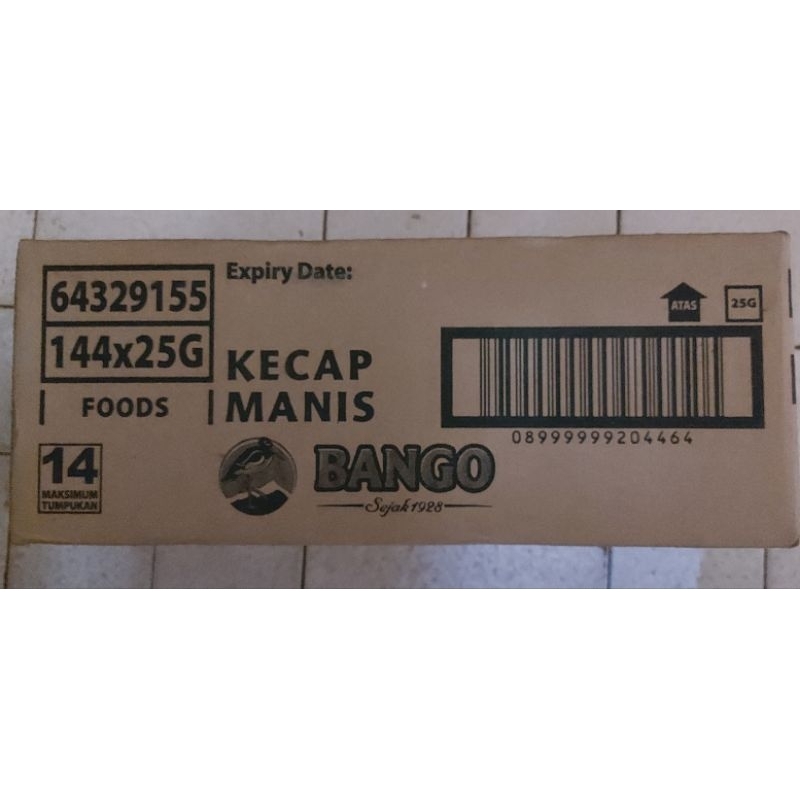 64329155
144x25G
FOODS
14
MAKSIMUM
TUMPUKAN
Expiry Date:
KECAP
MANIS
BANGO
Sejak 1928
ATAS
25G
08999999204464